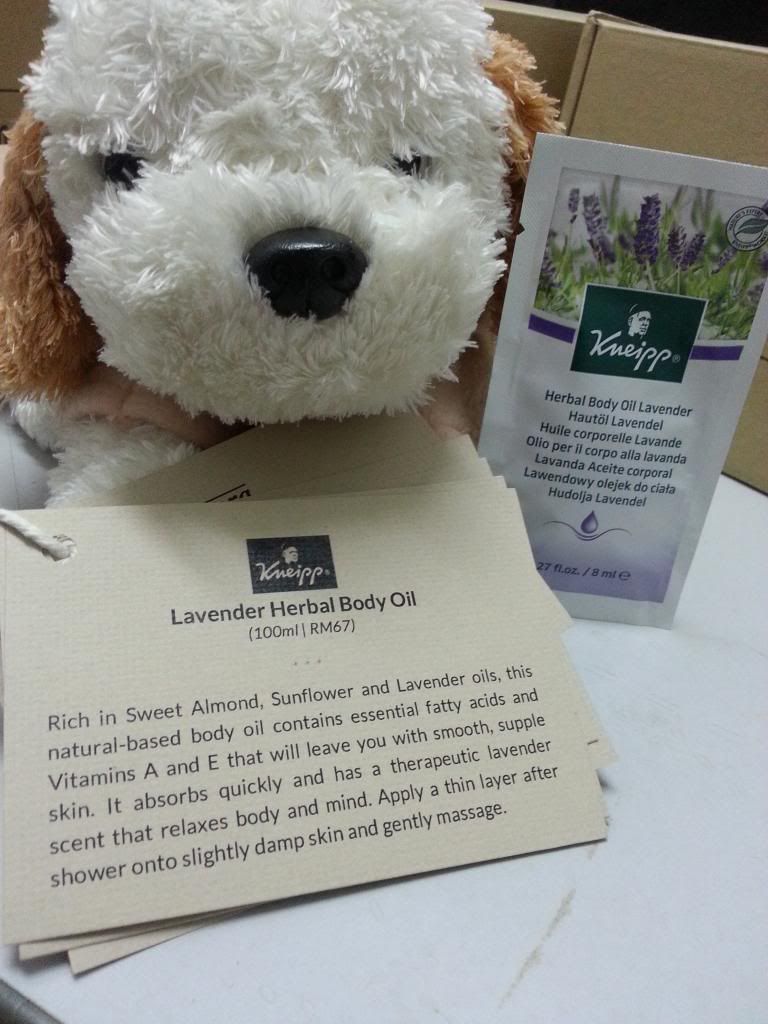 Kneipp®
Herbal Body Oil Lavender
Hautöl Lavendel
Huile corporelle Lavande
Olio per il corpo alla lavanda
Lavanda Aceite corporal
Lawendowy olejek do ciała
Hudolja Lavendel
27 fl.oz. / 8 ml ℮
Kneipp®
Lavender Herbal Body Oil
(100ml | RM67)
Rich in Sweet Almond, Sunflower and Lavender oils, this
natural-based body oil contains essential fatty acids and
Vitamins A and E that will leave you with smooth, supple
skin. It absorbs quickly and has a therapeutic lavender
scent that relaxes body and mind. Apply a thin layer after
shower onto slightly damp skin and gently massage.